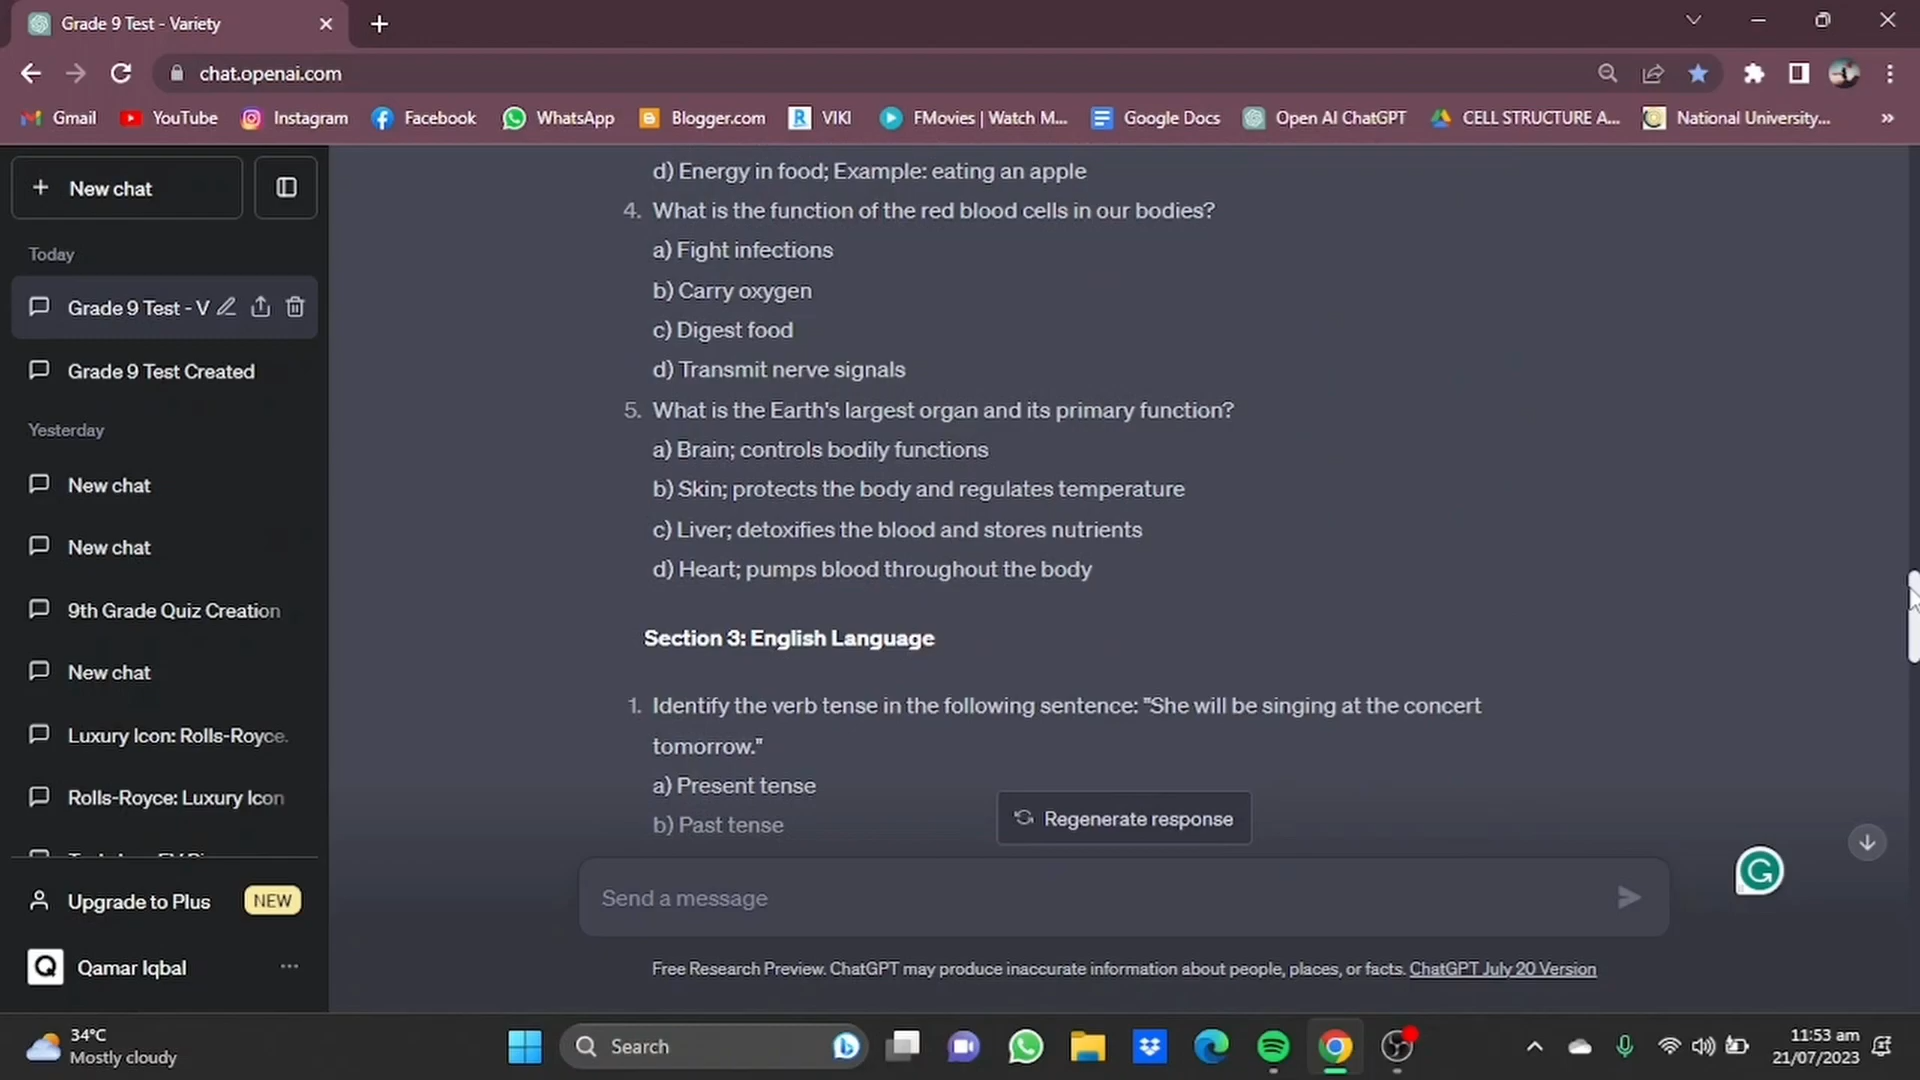 Grade 9 Test - Variety
chat.openai.com
Gmail YouTube Instagram Facebook WhatsApp Blogger.com VIKI FMovies | Watch M... Google Docs Open AI ChatGPT CELL STRUCTURE A... National University... »
New chat
Today
Grade 9 Test - V
Grade 9 Test Created
Yesterday
New chat
New chat
9th Grade Quiz Creation
New chat
Luxury Icon: Rolls-Royce.
Rolls-Royce: Luxury Icon
Upgrade to Plus NEW
Q Qamar Iqbal
d) Energy in food; Example: eating an apple
4. What is the function of the red blood cells in our bodies?
a) Fight infections
b) Carry oxygen
c) Digest food
d) Transmit nerve signals
5. What is the Earth's largest organ and its primary function?
a) Brain; controls bodily functions
b) Skin; protects the body and regulates temperature
c) Liver; detoxifies the blood and stores nutrients
d) Heart; pumps blood throughout the body
Section 3: English Language
1. Identify the verb tense in the following sentence: "She will be singing at the concert
tomorrow."
a) Present tense
b) Past tense
Regenerate response
Send a message
Free Research Preview. ChatGPT may produce inaccurate information about people, places, or facts. ChatGPT July 20 Version
34°C
Mostly cloudy
Search
11:53 am
21/07/2023